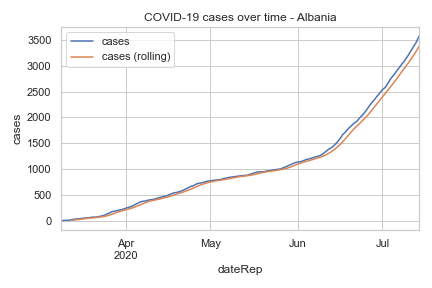 COVID-19 cases over time - Albania
cases
cases (rolling)
3500
3000
2500
2000
1500
1000
500
0
cases
Apr
2020
May
Jun
Jul
dateRep